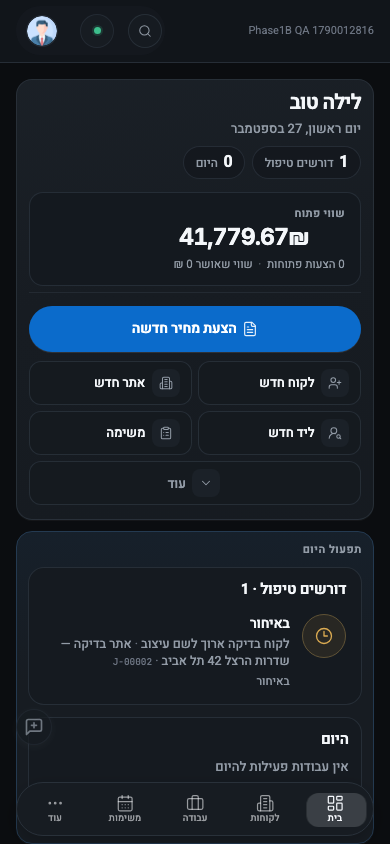 Phase1B QA 1790012816
לילה טוב
יום ראשון, 27 בספטמבר
1 דורשים טיפול
0 היום
שווי פתוח
₪41,779.67
0 הצעות פתוחות · שווי שאושר 0 ₪
הצעת מחיר חדשה
לקוח חדש
אתר חדש
ליד חדש
משימה
עוד
תפעול היום
דורשים טיפול · 1
באיחור
לקוח בדיקה ארוך לשם עיצוב · אתר בדיקה —
שדרות הרצל 42 תל אביב · J-00002
באיחור
היום
אין עבודות פעילות להיום
בית
לקוחות
עבודה
משימות
עוד